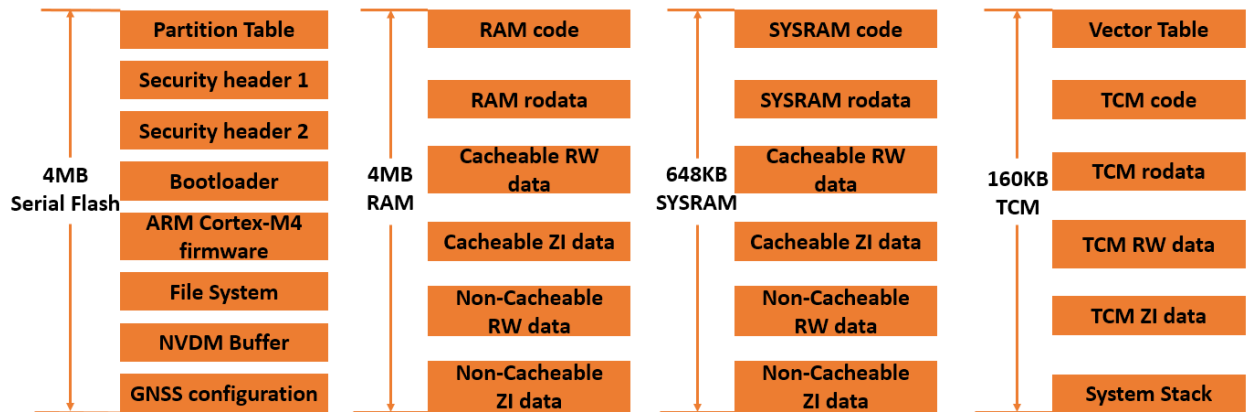 4MB
Serial Flash
Partition Table
Security header 1
Security header 2
Bootloader
ARM Cortex-M4
firmware
File System
NVDM Buffer
GNSS configuration
4MB
RAM
RAM code
RAM rodata
Cacheable RW
data
Cacheable ZI data
Non-Cacheable
RW data
Non-Cacheable
ZI data
648KB
SYSRAM
SYSRAM code
SYSRAM rodata
Cacheable RW
data
Cacheable ZI data
Non-Cacheable
RW data
Non-Cacheable
ZI data
160KB
TCM
Vector Table
TCM code
TCM rodata
TCM RW data
TCM ZI data
System Stack